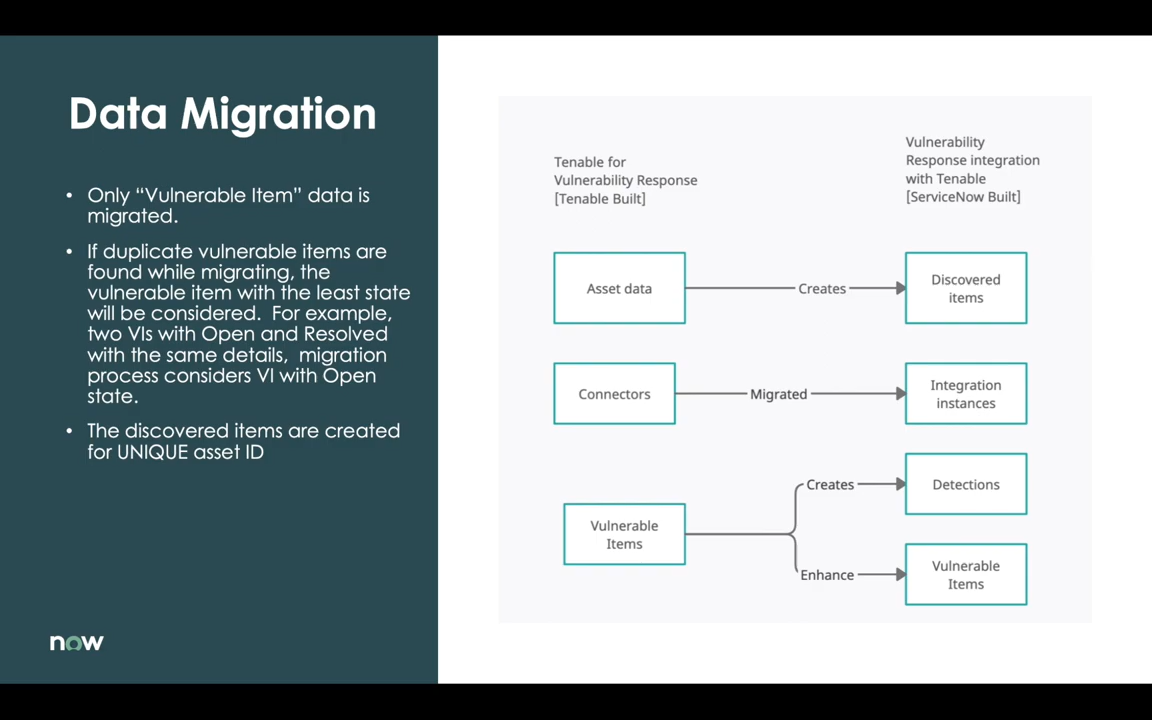 Data Migration
• Only “Vulnerable Item” data is
migrated.
• If duplicate vulnerable items are
found while migrating, the
vulnerable item with the least state
will be considered.  For example,
two VIs with Open and Resolved
with the same details,  migration
process considers VI with Open
state.
• The discovered items are created
for UNIQUE asset ID
now
Tenable for
Vulnerability Response
[Tenable Built]
Vulnerability
Response integration
with Tenable
[ServiceNow Built]
Asset data
Creates
Discovered
items
Connectors
Migrated
Integration
instances
Vulnerable
Items
Creates
Detections
Enhance
Vulnerable
Items